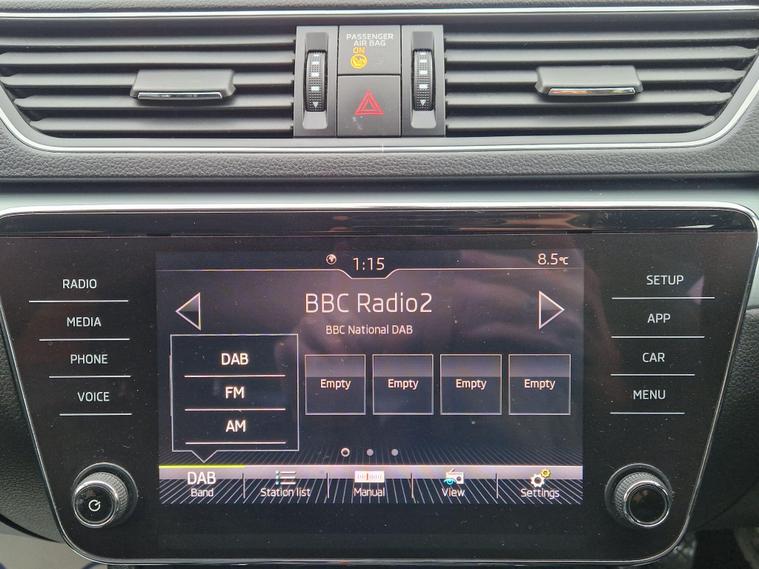 PASSENGER
AIR BAG
ON
RADIO
MEDIA
PHONE
VOICE
1:15
8.5°C
BBC Radio2
BBC National DAB
DAB
FM
AM
Empty Empty Empty Empty
DAB
Band Station list Manual View Settings
SETUP
APP
CAR
MENU